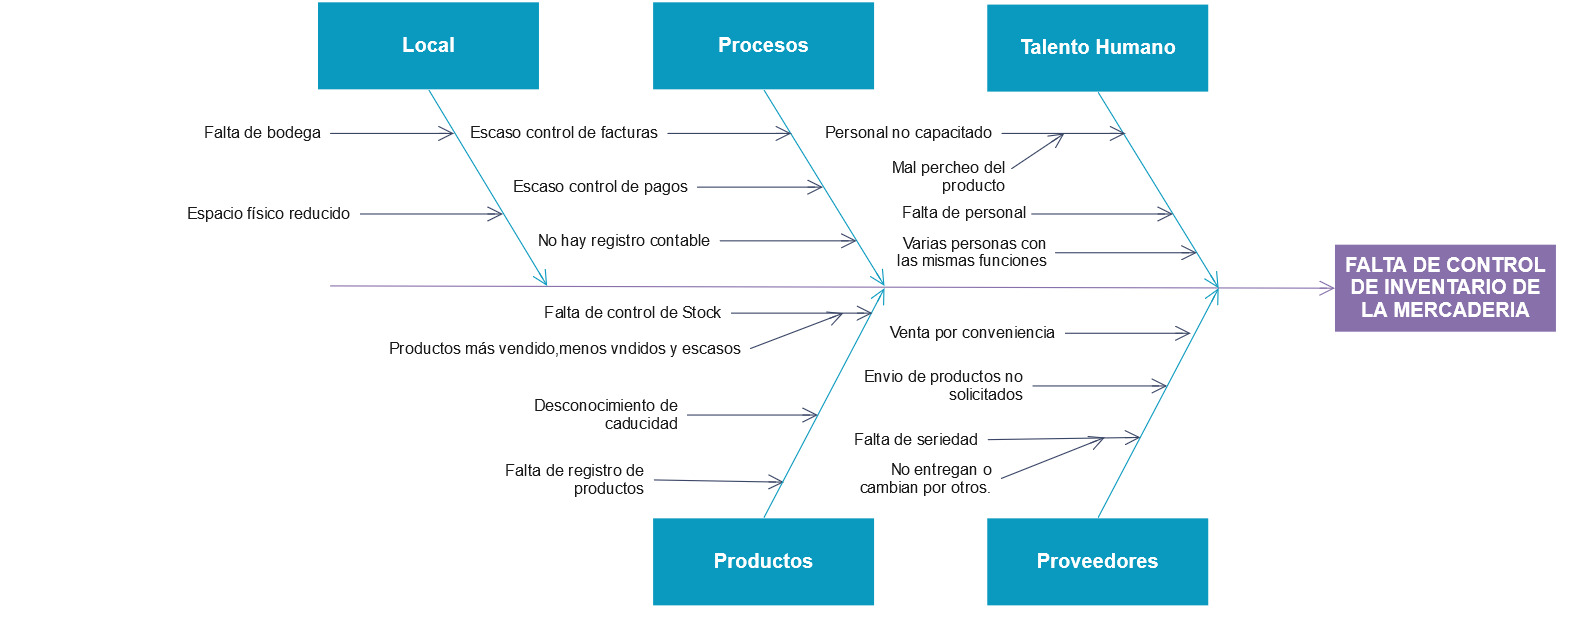 Local
Procesos
Talento Humano
Falta de bodega
Espacio físico reducido
Escaso control de facturas
Escaso control de pagos
No hay registro contable
Personal no capacitado
Mal percheo del
producto
Falta de personal
Varias personas con
las mismas funciones
FALTA DE CONTROL
DE INVENTARIO DE
LA MERCADERIA
Falta de control de Stock
Productos más vendido,menos vndidos y escasos
Desconocimiento de
caducidad
Falta de registro de
productos
Venta por conveniencia
Envio de productos no
solicitados
Falta de seriedad
No entregan o
cambian por otros.
Productos
Proveedores